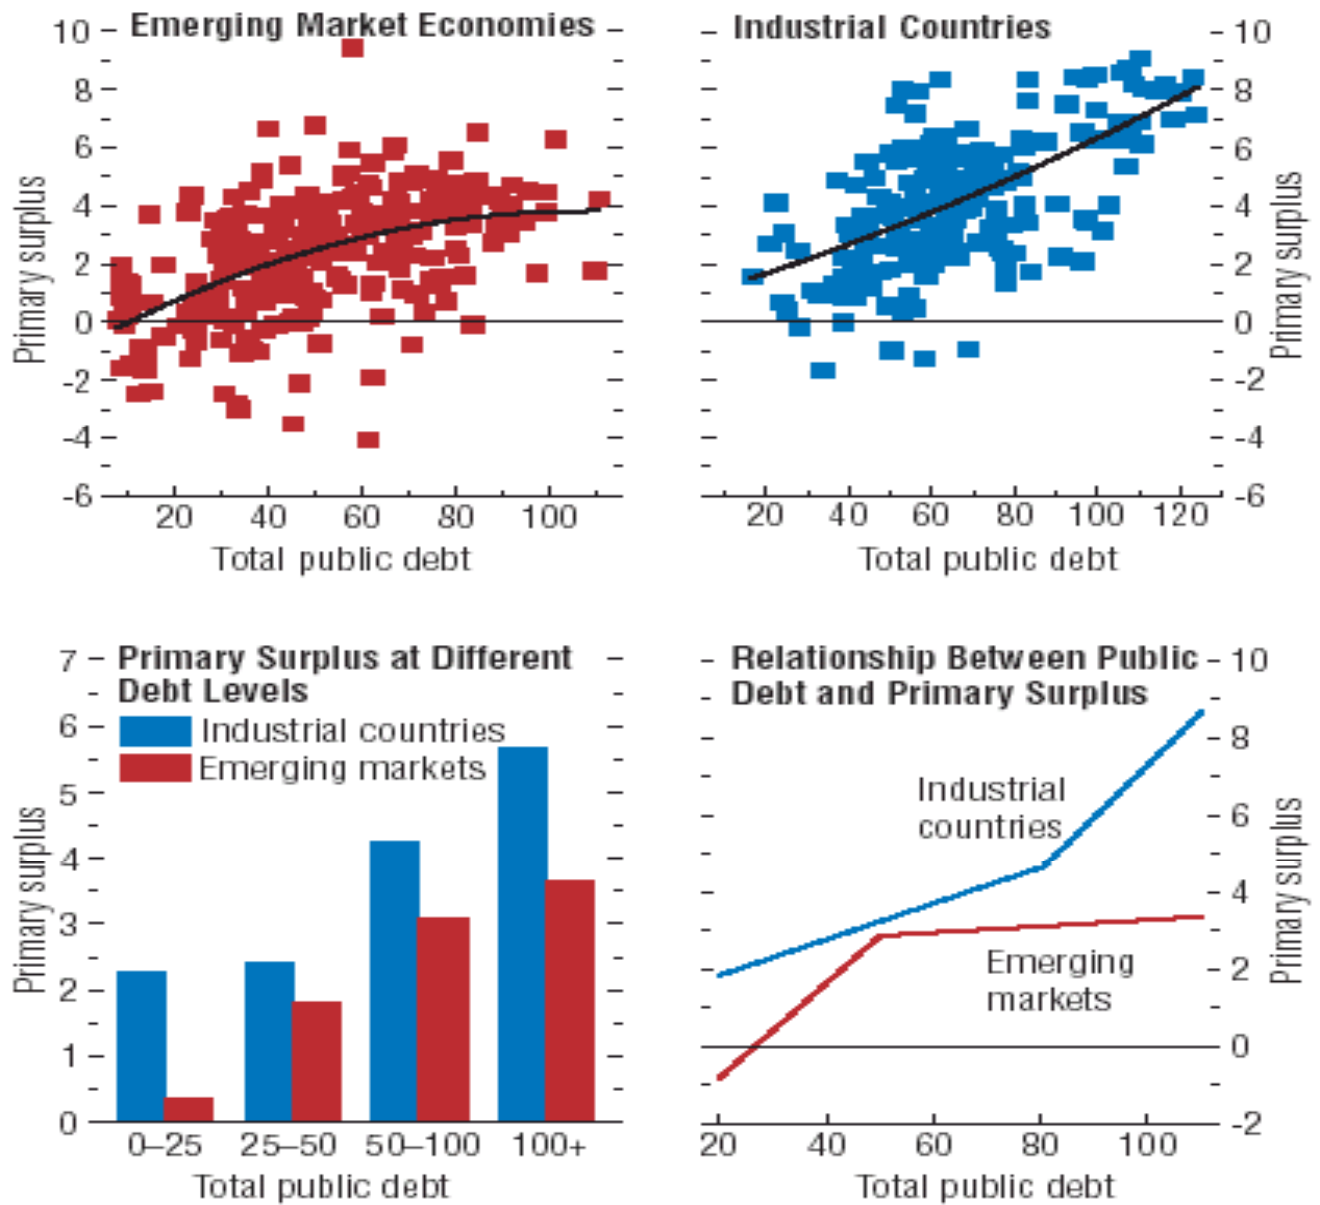 Emerging Market Economies
10
8
6
4
2
0
-2
-4
-6
Primary surplus
20 40 60 80 100
Total public debt
Industrial Countries
10
8
6
4
2
0
-2
-4
-6
Primary surplus
20 40 60 80 100 120
Total public debt
Primary Surplus at Different
Debt Levels
Industrial countries
Emerging markets
7
6
5
4
3
2
1
0
Primary surplus
0–25 25–50 50–100 100+
Total public debt
Relationship Between Public
Debt and Primary Surplus
Industrial
countries
Emerging
markets
10
8
6
4
2
0
-2
Primary surplus
20 40 60 80 100
Total public debt